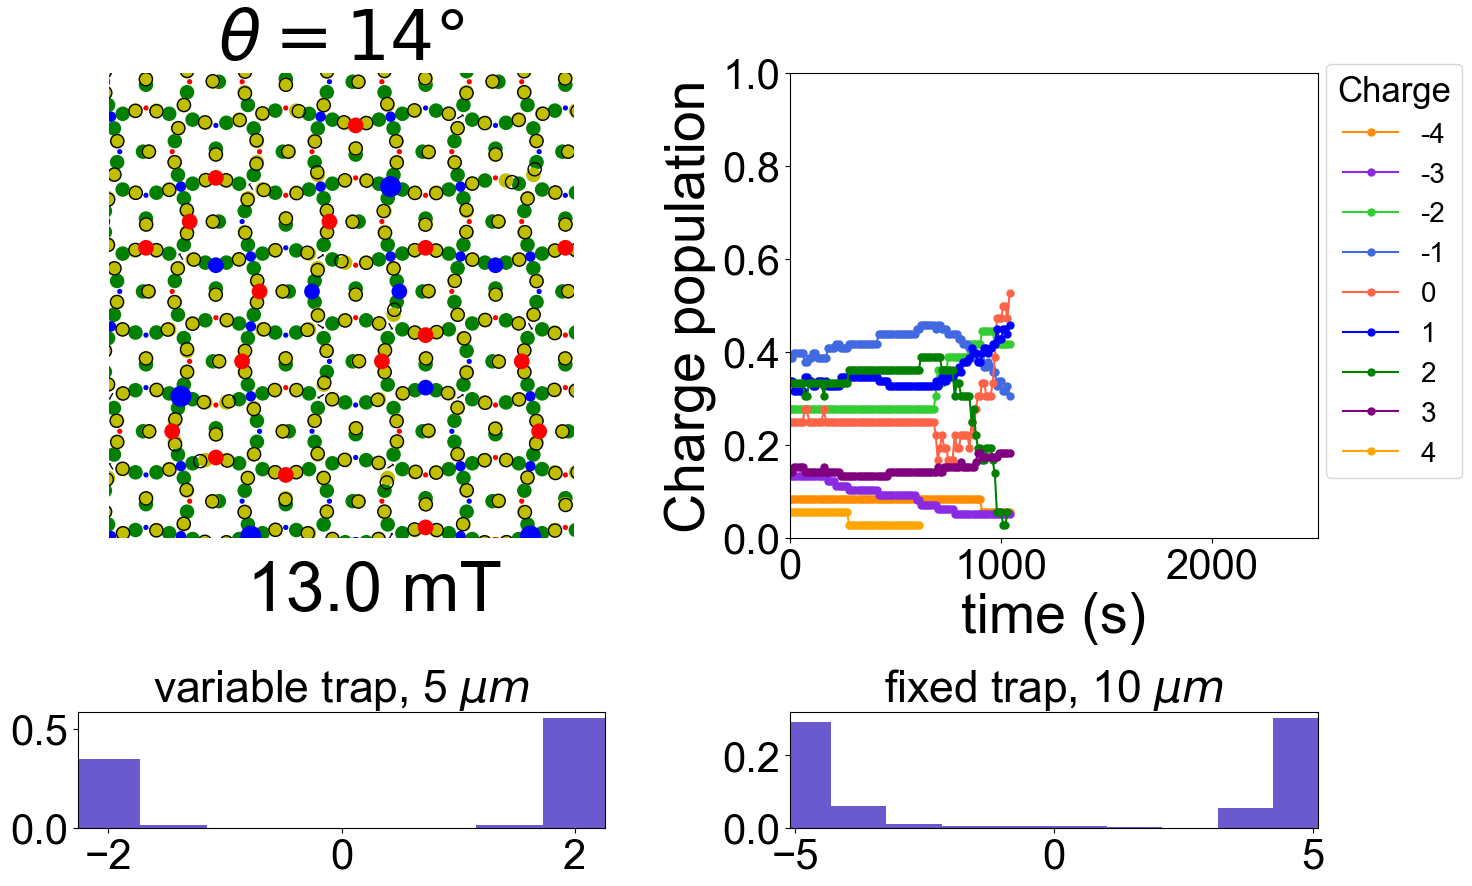 θ = 14°
13.0 mT
Charge population
1.0
0.8
0.6
0.4
0.2
0.0
0 1000 2000
time (s)
Charge
-4
-3
-2
-1
0
1
2
3
4
variable trap, 5 μm
0.5
0.0
−2 0 2
fixed trap, 10 μm
0.2
0.0
−5 0 5